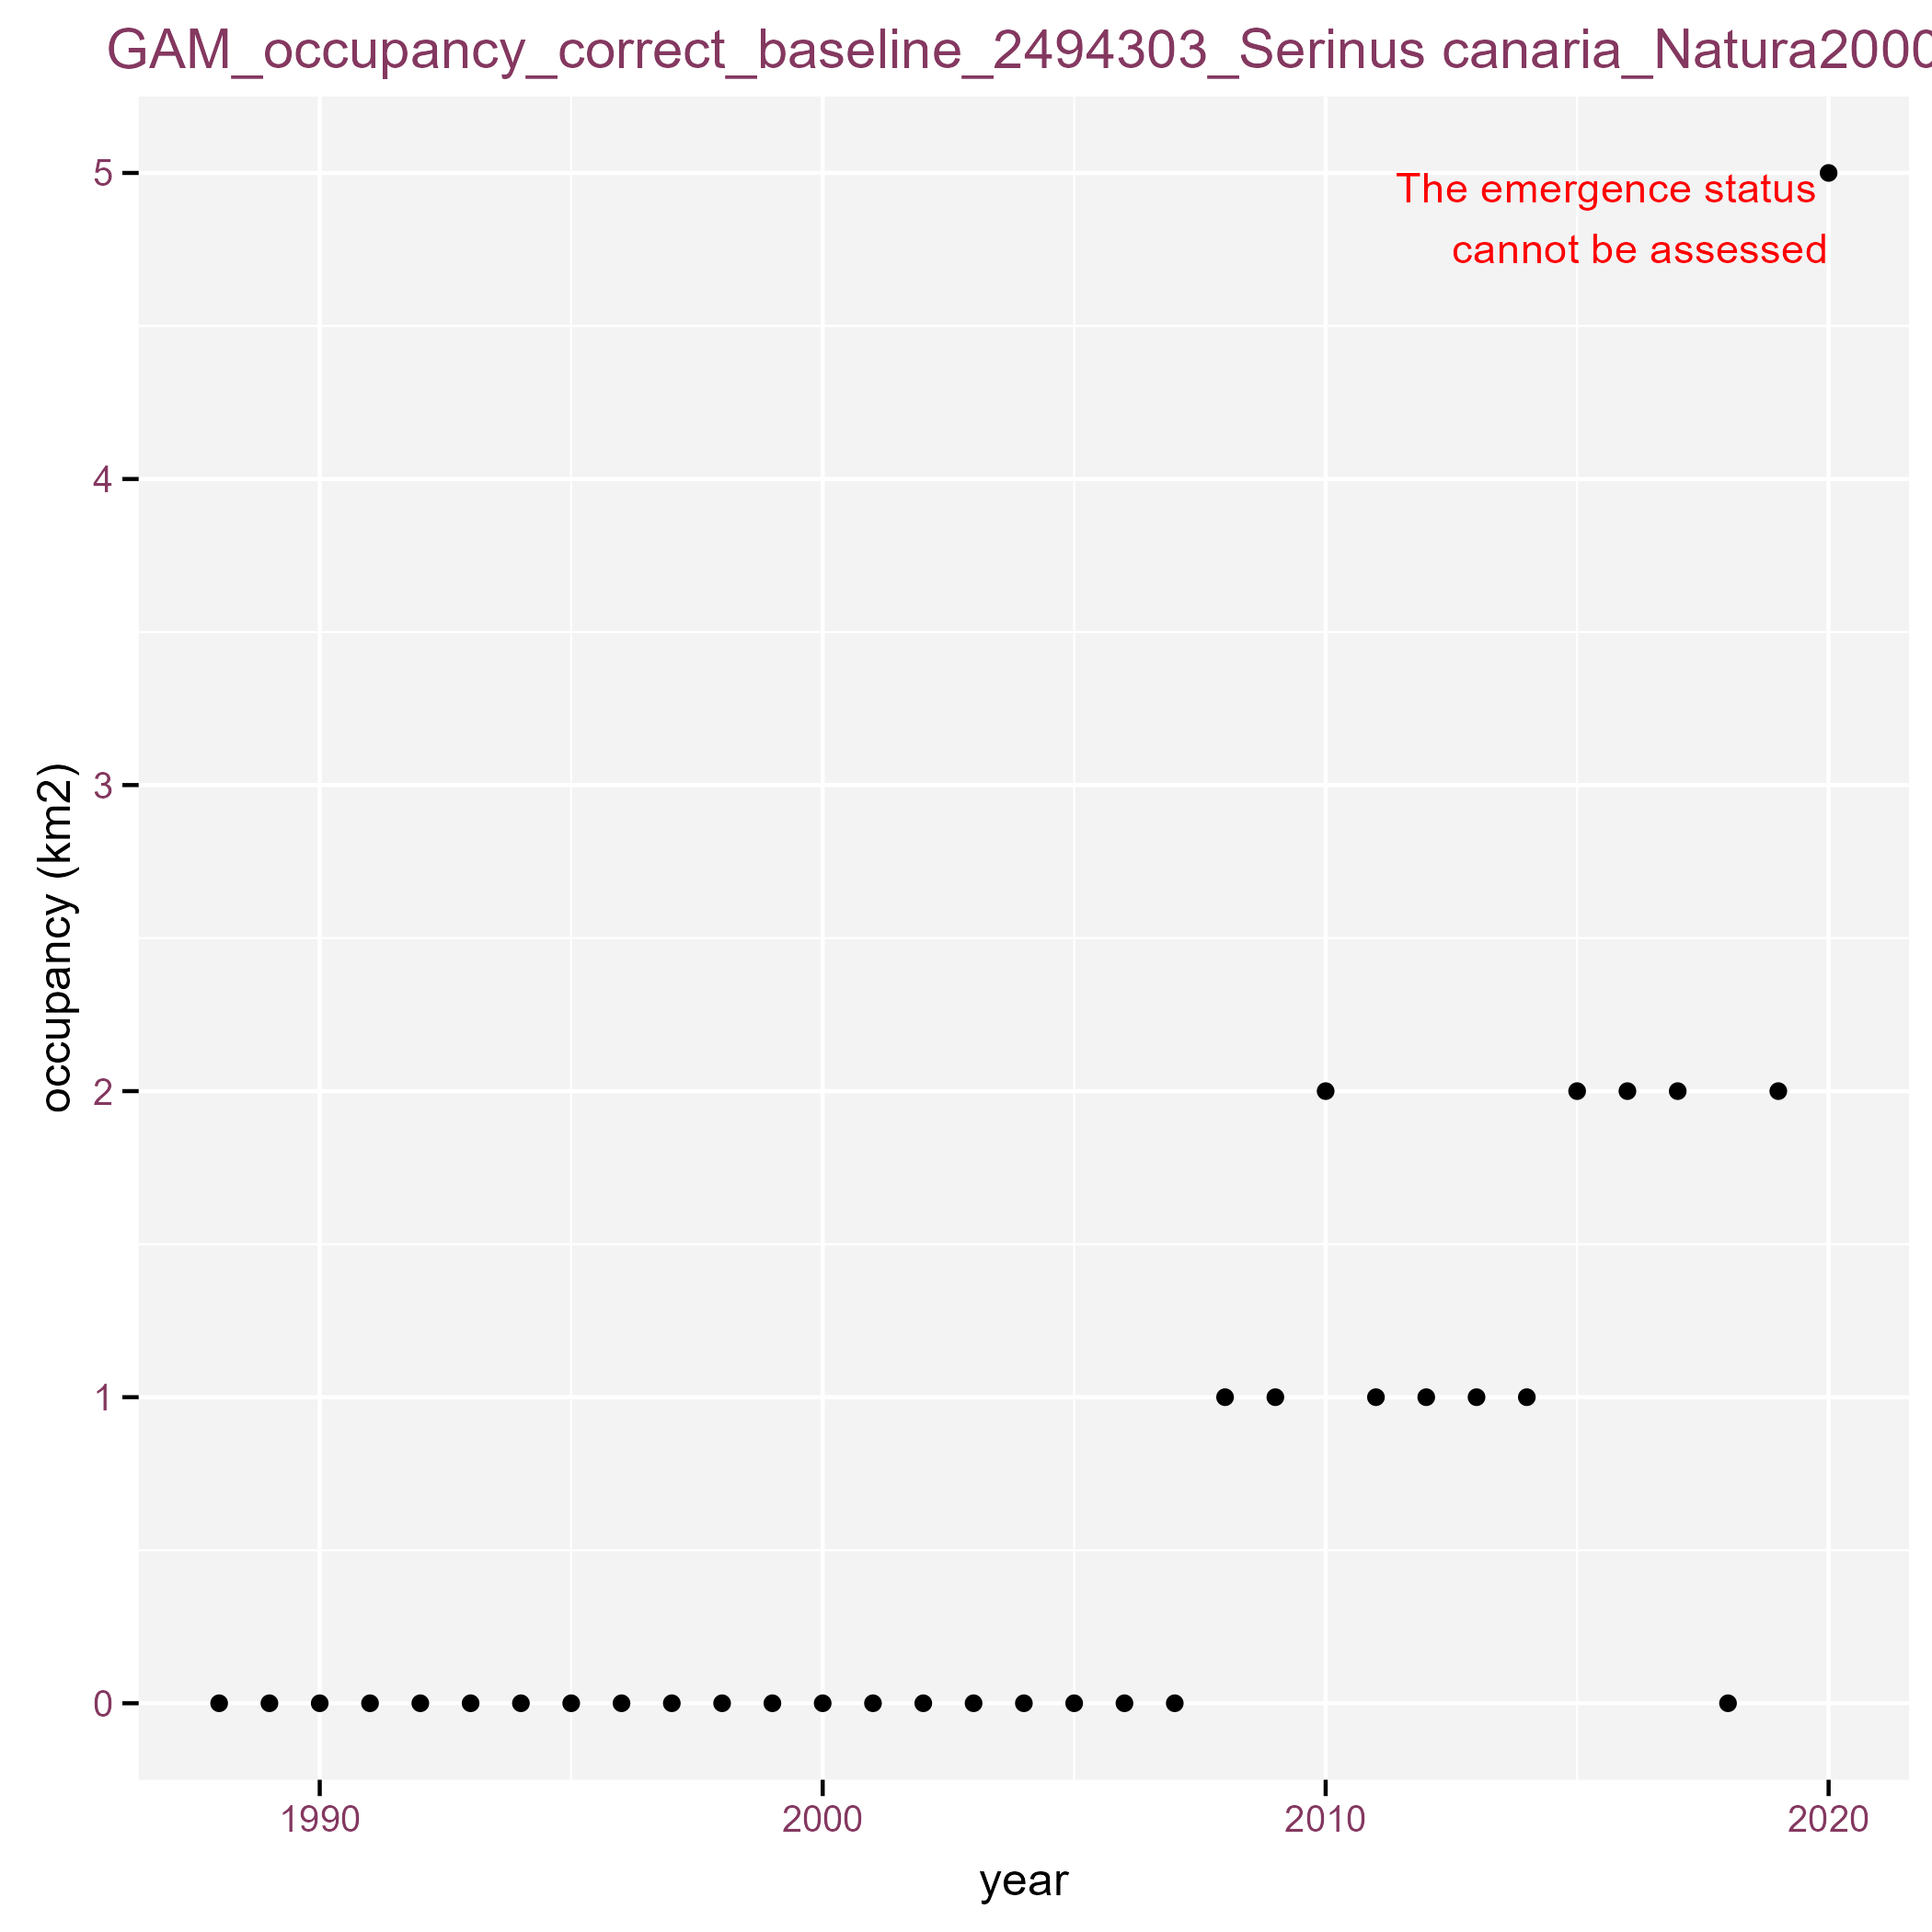 GAM_occupancy_correct_baseline_2494303_Serinus canaria_Natura2000
5
The emergence status
cannot be assessed
4
3
2
1
0
occupancy (km2)
1990 2000 2010 2020
year